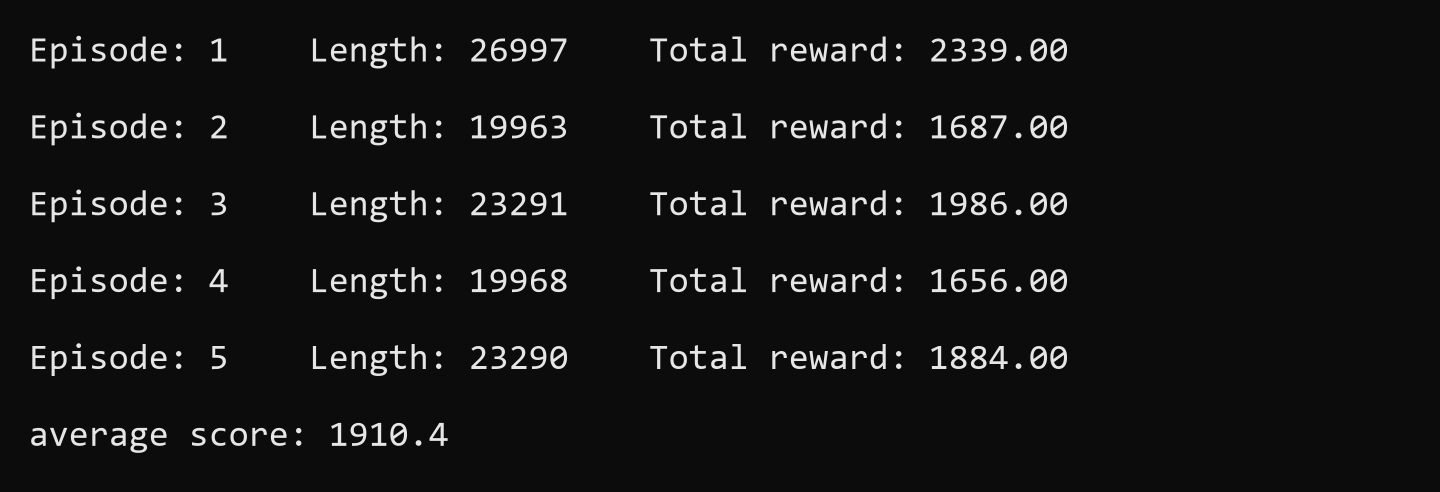 Episode: 1    Length: 26997    Total reward: 2339.00
Episode: 2    Length: 19963    Total reward: 1687.00
Episode: 3    Length: 23291    Total reward: 1986.00
Episode: 4    Length: 19968    Total reward: 1656.00
Episode: 5    Length: 23290    Total reward: 1884.00
average score: 1910.4